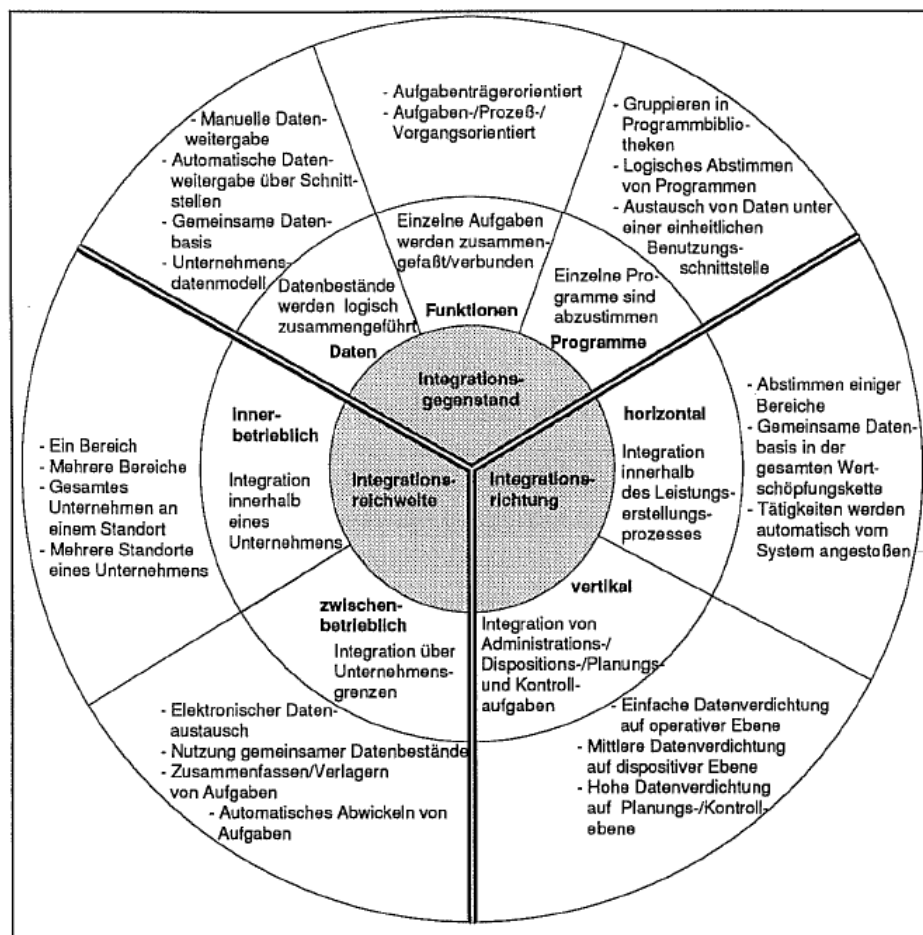 - Manuelle Daten-
weitergabe
- Automatische Daten-
weitergabe über Schnitt-
stellen
- Gemeinsame Daten-
basis
- Unternehmens-
datenmodell
Datenbestände
werden logisch
zusammengeführt
Daten
- Aufgabenträgerorientiert
- Aufgaben-/Prozeß-/
Vorgangsorientiert
Einzelne Aufgaben
werden zusammen-
gefaßt/verbunden
Funktionen
- Gruppieren in
Programmbiblio-
theken
- Logisches Abstimmen
von Programmen
- Austausch von Daten unter
einer einheitlichen
Benutzungs-
schnittstelle
Einzelne Pro-
gramme sind
abzustimmen
Programme
Integrations-
gegenstand
Integrations-
reichweite
Integrations-
richtung
inner-
betrieblich
Integration
innerhalb
eines
Unternehmens
- Ein Bereich
- Mehrere Bereiche
- Gesamtes
Unternehmen an
einem Standort
- Mehrere Standorte
eines Unternehmens
horizontal
Integration
innerhalb
des Leistungs-
erstellungs-
prozesses
- Abstimmen einiger
Bereiche
- Gemeinsame Daten-
basis in der
gesamten Wert-
schöpfungskette
- Tätigkeiten werden
automatisch vom
System angestoßen
zwischen-
betrieblich
Integration über
Unternehmens-
grenzen
- Elektronischer Daten-
austausch
- Nutzung gemeinsamer Datenbestände
- Zusammenfassen/Verlagern
von Aufgaben
- Automatisches Abwickeln von
Aufgaben
vertikal
Integration von
Administrations-/
Dispositions-/Planungs-
und Kontroll-
aufgaben
- Einfache Datenverdichtung
auf operativer Ebene
- Mittlere Datenverdichtung
auf dispositiver Ebene
- Hohe Datenverdichtung
auf Planungs-/Kontroll-
ebene